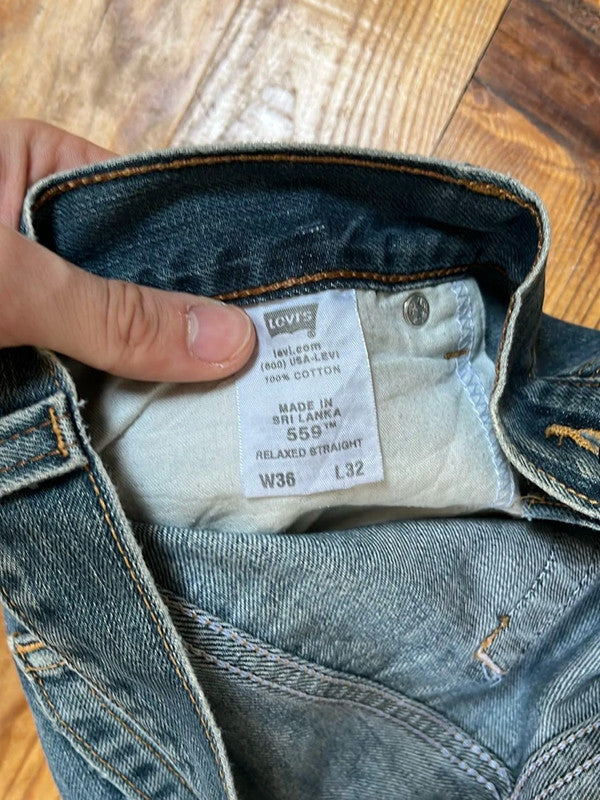 LEVI'S
levi.com
(800) USA-LEVI
100% COTTON
MADE IN
SRI LANKA
559™
RELAXED STRAIGHT
W36 L32